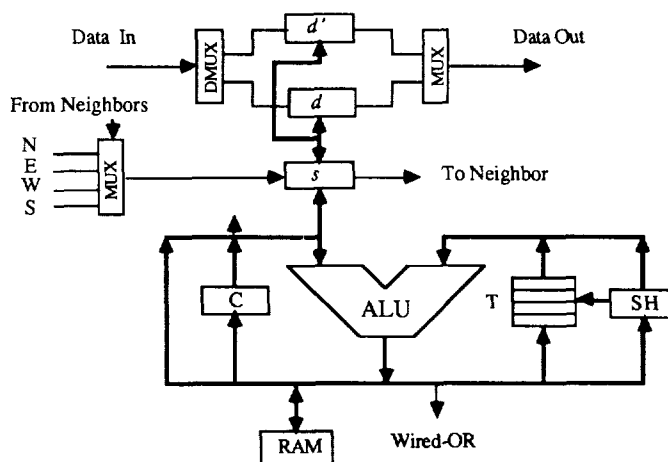 d'
Data In
Data Out
DMUX
MUX
d
From Neighbors
N
E
W
S
MUX
s
To Neighbor
C
ALU
T
SH
RAM
Wired-OR